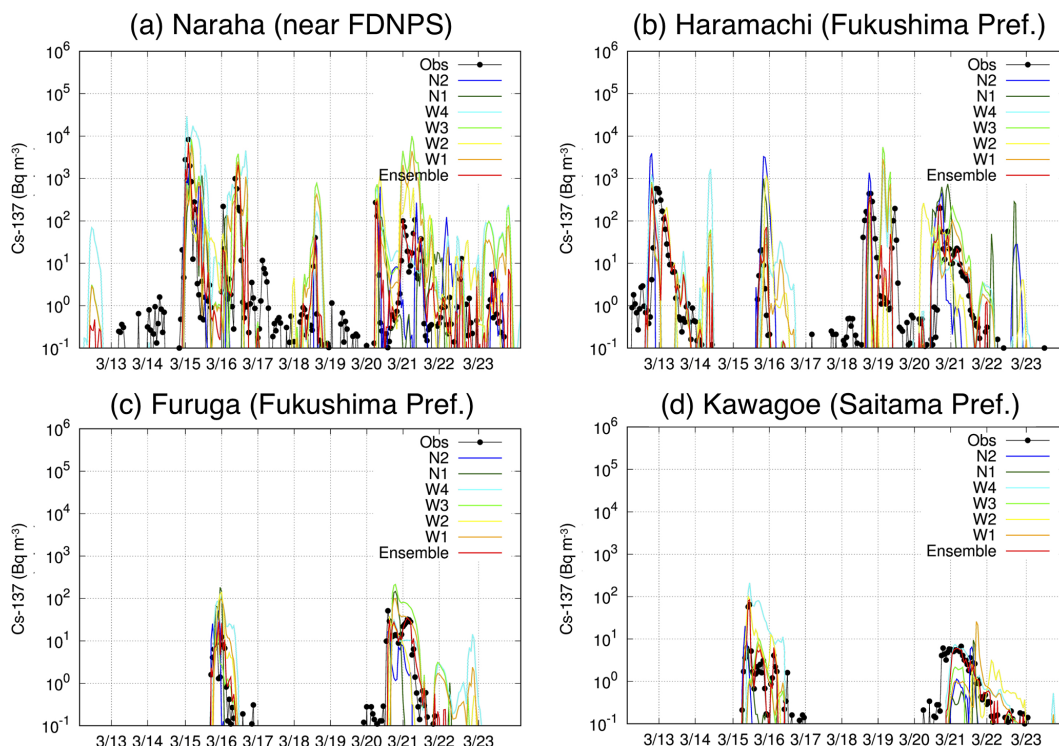 (a) Naraha (near FDNPS)
Cs-137 (Bq m-3)
10^6
10^5
10^4
10^3
10^2
10^1
10^0
10^-1
Obs
N2
N1
W4
W3
W2
W1
Ensemble
3/13 3/14 3/15 3/16 3/17 3/18 3/19 3/20 3/21 3/22 3/23
(b) Haramachi (Fukushima Pref.)
Cs-137 (Bq m-3)
10^6
10^5
10^4
10^3
10^2
10^1
10^0
10^-1
Obs
N2
N1
W4
W3
W2
W1
Ensemble
3/13 3/14 3/15 3/16 3/17 3/18 3/19 3/20 3/21 3/22 3/23
(c) Furuga (Fukushima Pref.)
Cs-137 (Bq m-3)
10^6
10^5
10^4
10^3
10^2
10^1
10^0
10^-1
Obs
N2
N1
W4
W3
W2
W1
Ensemble
3/13 3/14 3/15 3/16 3/17 3/18 3/19 3/20 3/21 3/22 3/23
(d) Kawagoe (Saitama Pref.)
Cs-137 (Bq m-3)
10^6
10^5
10^4
10^3
10^2
10^1
10^0
10^-1
Obs
N2
N1
W4
W3
W2
W1
Ensemble
3/13 3/14 3/15 3/16 3/17 3/18 3/19 3/20 3/21 3/22 3/23